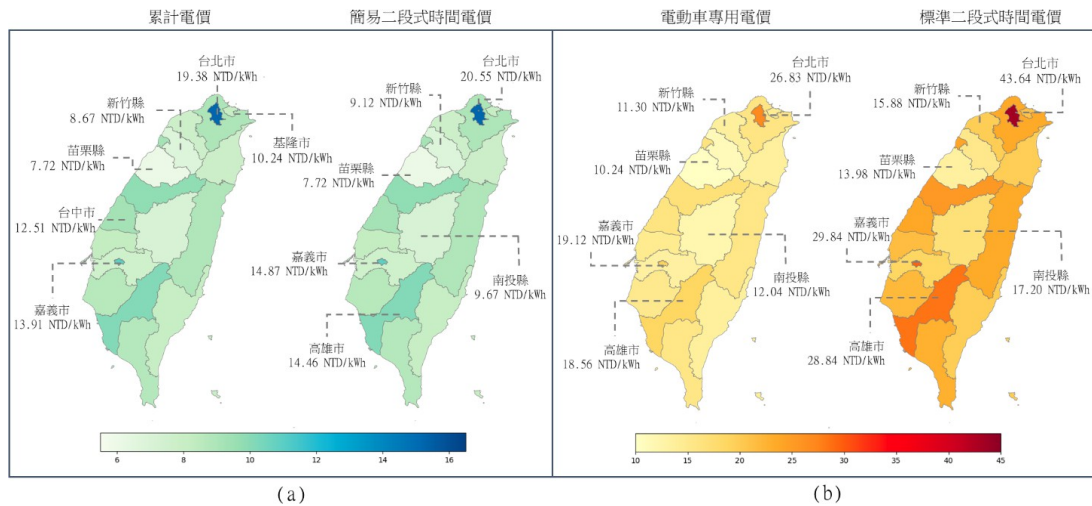 累計電價
簡易二段式時間電價
電動車專用電價
標準二段式時間電價
台北市
19.38 NTD/kWh
新竹縣
8.67 NTD/kWh
苗栗縣
7.72 NTD/kWh
基隆市
10.24 NTD/kWh
台中市
12.51 NTD/kWh
嘉義市
13.91 NTD/kWh
台北市
20.55 NTD/kWh
新竹縣
9.12 NTD/kWh
苗栗縣
7.72 NTD/kWh
嘉義市
14.87 NTD/kWh
南投縣
9.67 NTD/kWh
高雄市
14.46 NTD/kWh
6 8 10 12 14 16
(a)
台北市
26.83 NTD/kWh
新竹縣
11.30 NTD/kWh
苗栗縣
10.24 NTD/kWh
嘉義市
19.12 NTD/kWh
南投縣
12.04 NTD/kWh
高雄市
18.56 NTD/kWh
台北市
43.64 NTD/kWh
新竹縣
15.88 NTD/kWh
苗栗縣
13.98 NTD/kWh
嘉義市
29.84 NTD/kWh
南投縣
17.20 NTD/kWh
高雄市
28.84 NTD/kWh
10 15 20 25 30 35 40 45
(b)